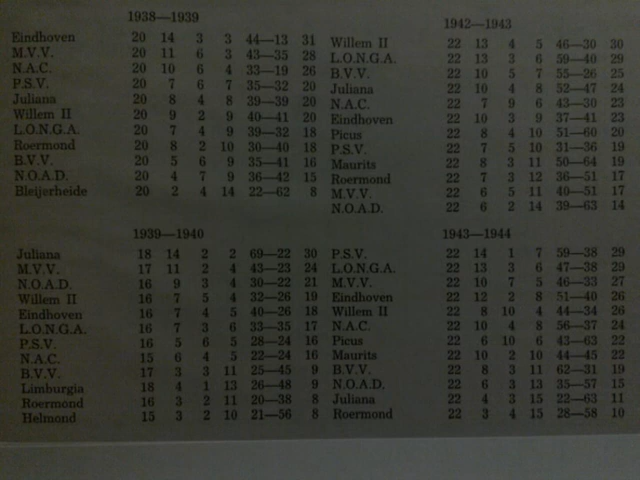 1938—1939
Eindhoven 20 14 3 3 44—13 31
M.V.V. 20 11 6 3 43—35 28
N.A.C. 20 10 6 4 33—19 26
P.S.V. 20 7 6 7 35—32 20
Juliana 20 8 4 8 39—39 20
Willem II 20 9 2 9 40—41 20
L.O.N.G.A. 20 7 4 9 39—32 18
Roermond 20 8 2 10 30—40 18
B.V.V. 20 5 6 9 35—41 16
N.O.A.D. 20 4 7 9 36—42 15
Bleijerheide 20 2 4 14 22—62 8
1939—1940
Juliana 18 14 2 2 69—22 30
M.V.V. 17 11 2 4 43—23 24
N.O.A.D. 16 9 3 4 30—22 21
Willem II 16 7 5 4 32—26 19
Eindhoven 16 7 4 5 40—26 18
L.O.N.G.A. 16 7 3 6 33—35 17
P.S.V. 16 5 6 5 28—24 16
N.A.C. 15 6 4 5 22—24 16
B.V.V. 17 3 3 11 25—45 9
Limburgia 18 4 1 13 26—48 9
Roermond 16 3 2 11 20—38 8
Helmond 15 3 2 10 21—56 8
1942—1943
Willem II 22 13 4 5 46—30 30
L.O.N.G.A. 22 13 3 6 59—40 29
B.V.V. 22 10 5 7 55—26 25
Juliana 22 10 4 8 52—47 24
N.A.C. 22 7 9 6 43—30 23
Eindhoven 22 10 3 9 37—41 23
Picus 22 8 4 10 51—60 20
P.S.V. 22 7 5 10 31—36 19
Maurits 22 8 3 11 50—64 19
Roermond 22 7 3 12 36—51 17
M.V.V. 22 6 5 11 40—51 17
N.O.A.D. 22 6 2 14 39—63 14
1943—1944
P.S.V. 22 14 1 7 59—38 29
L.O.N.G.A. 22 13 3 6 47—38 29
M.V.V. 22 10 7 5 46—33 27
Eindhoven 22 12 2 8 51—40 26
Willem II 22 8 10 4 44—34 26
N.A.C. 22 10 4 8 56—37 24
Picus 22 6 10 6 43—63 22
Maurits 22 10 2 10 44—45 22
B.V.V. 22 8 3 11 62—31 19
N.O.A.D. 22 6 3 13 35—57 15
Juliana 22 4 3 15 22—63 11
Roermond 22 3 4 15 28—58 10